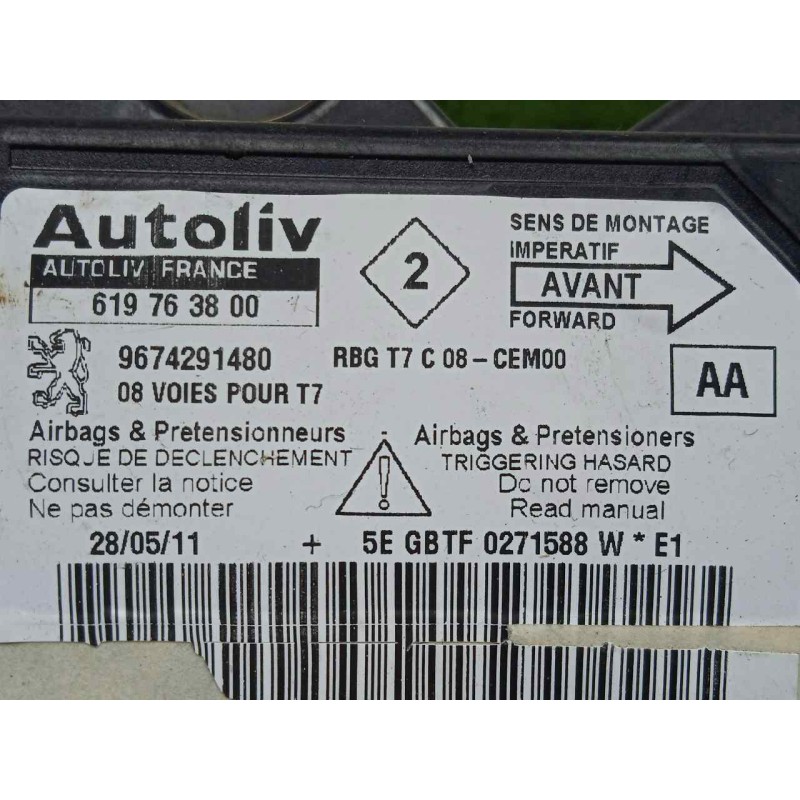 Autoliv
AUTOLIV FRANCE
619 76 38 00
2
SENS DE MONTAGE
IMPERATIF
AVANT
FORWARD
9674291480
RBG T7 C 08-CEM00
08 VOIES POUR T7
AA
Airbags & Pretensionneurs - Airbags & Pretensioners
RISQUE DE DECLENCHEMENT
TRIGGERING HASARD
Consulter la notice
!
Do not remove
Ne pas démonter
Read manual
28/05/11 + 5E GBTF 0271588 W * E1